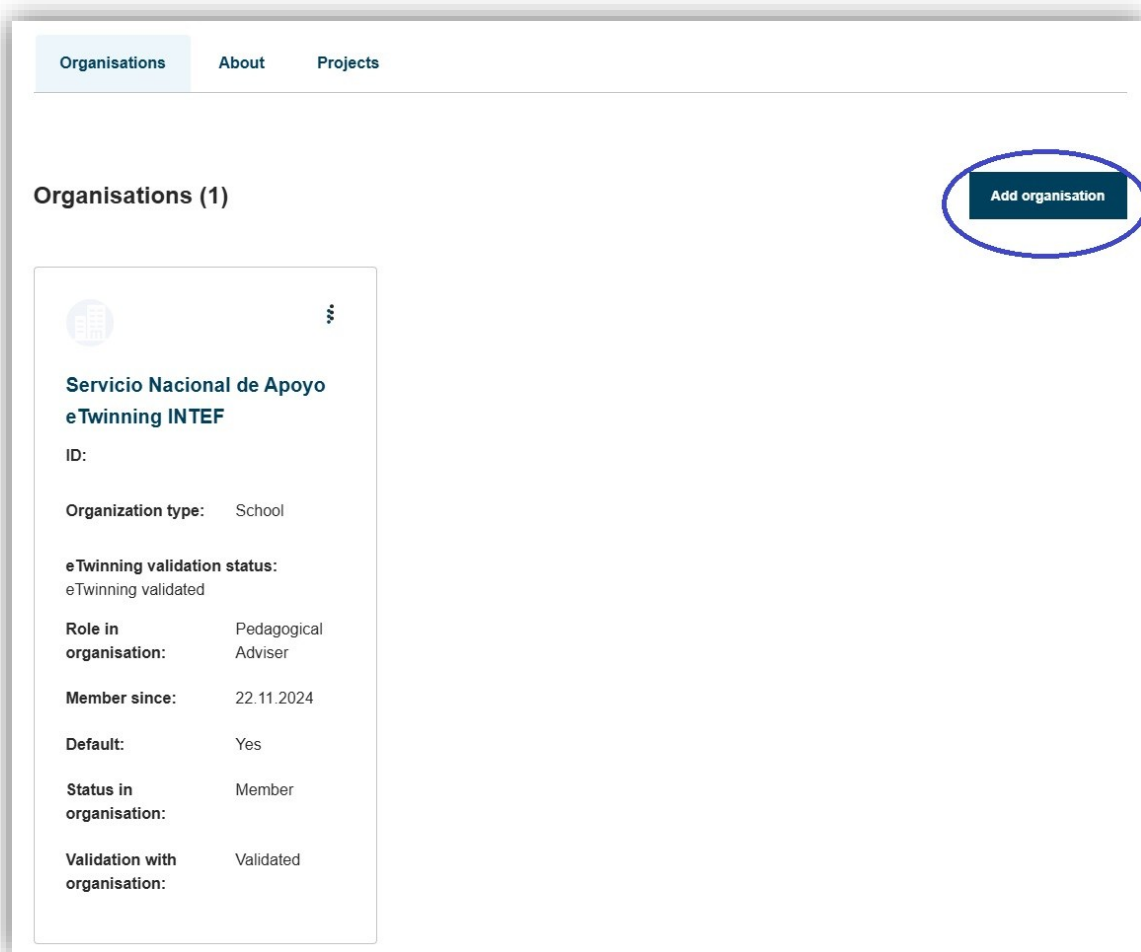 Organisations About Projects
Organisations (1)
Add organisation
Servicio Nacional de Apoyo
eTwinning INTEF
ID:
Organization type: School
eTwinning validation status:
eTwinning validated
Role in Pedagogical
organisation: Adviser
Member since: 22.11.2024
Default: Yes
Status in Member
organisation:
Validation with Validated
organisation: